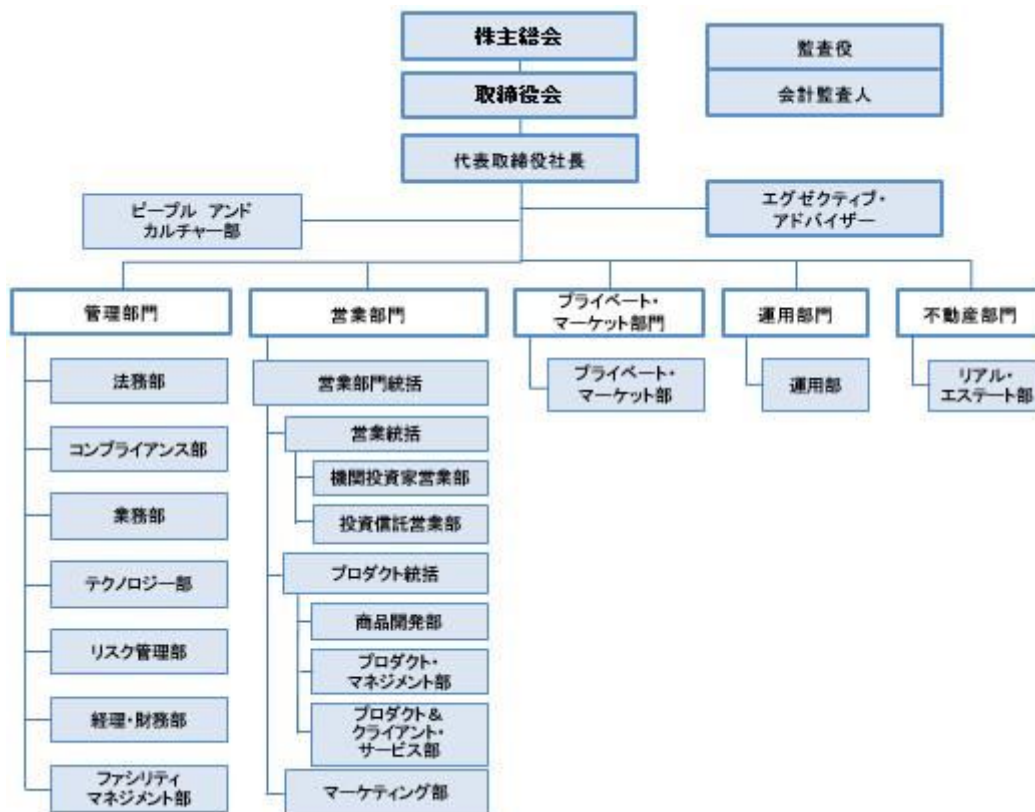 株主総会
監査役
取締役会
会計監査人
代表取締役社長
ピープル アンド
カルチャー部
エグゼクティブ・
アドバイザー
管理部門
営業部門
プライベート・
マーケット部門
運用部門
不動産部門
法務部
コンプライアンス部
業務部
テクノロジー部
リスク管理部
経理・財務部
ファシリティ
マネジメント部
営業部門統括
営業統括
機関投資家営業部
投資信託営業部
プロダクト統括
商品開発部
プロダクト・
マネジメント部
プロダクト＆
クライアント・
サービス部
マーケティング部
プライベート・
マーケット部
運用部
リアル・
エステート部